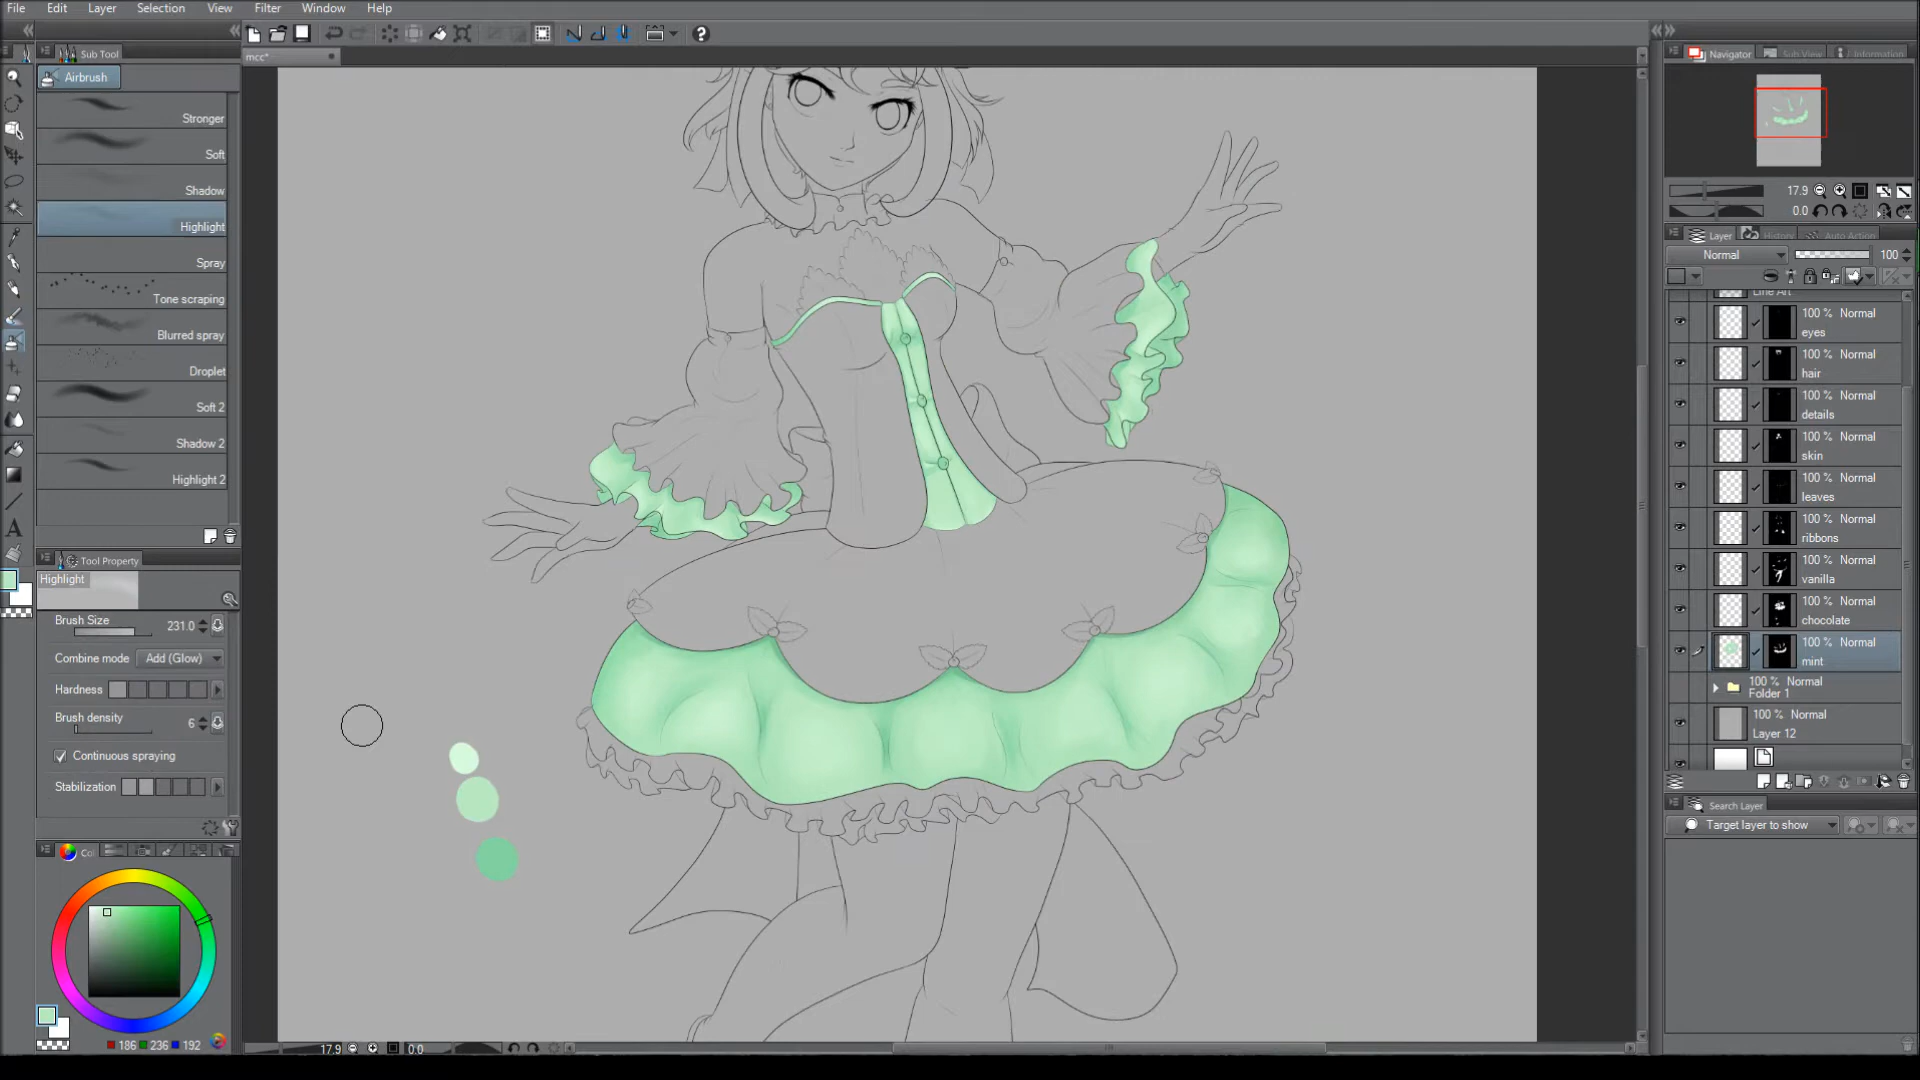 File Edit Layer Selection View Filter Window Help
mcc*
Sub Tool
Airbrush
Stronger
Soft
Shadow
Highlight
Spray
Tone scraping
Blurred spray
Droplet
Soft 2
Shadow 2
Highlight 2
Tool Property
Highlight
Brush Size 231.0
Combine mode Add (Glow)
Hardness
Brush density 6
Continuous spraying
Stabilization
Col
186 236 192
17.9 0.0
Navigator Sub View Information
17.9
0.0
Layer History Auto Action
Normal 100
Line Art
100 % Normal
eyes
100 % Normal
hair
100 % Normal
details
100 % Normal
skin
100 % Normal
leaves
100 % Normal
ribbons
100 % Normal
vanilla
100 % Normal
chocolate
100 % Normal
mint
100 % Normal
Folder 1
100 % Normal
Layer 12
Search Layer
Target layer to show